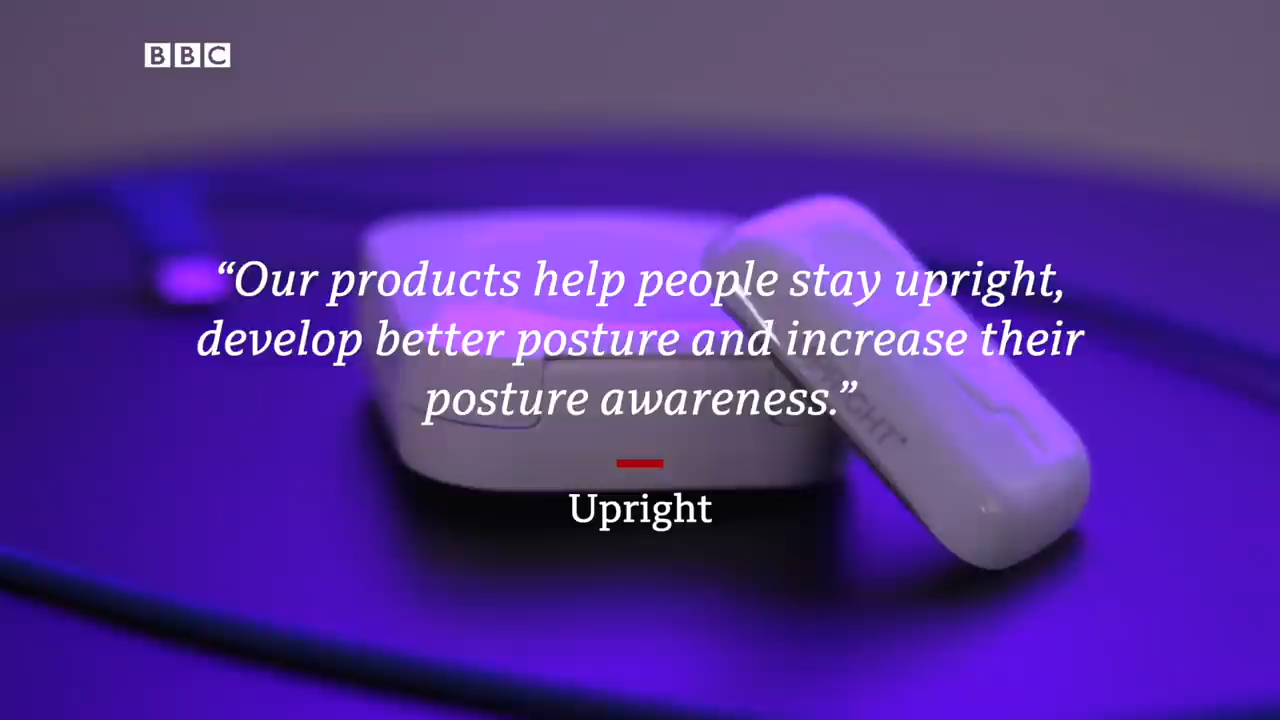 BBC
“Our products help people stay upright,
develop better posture and increase their
posture awareness.”
Upright